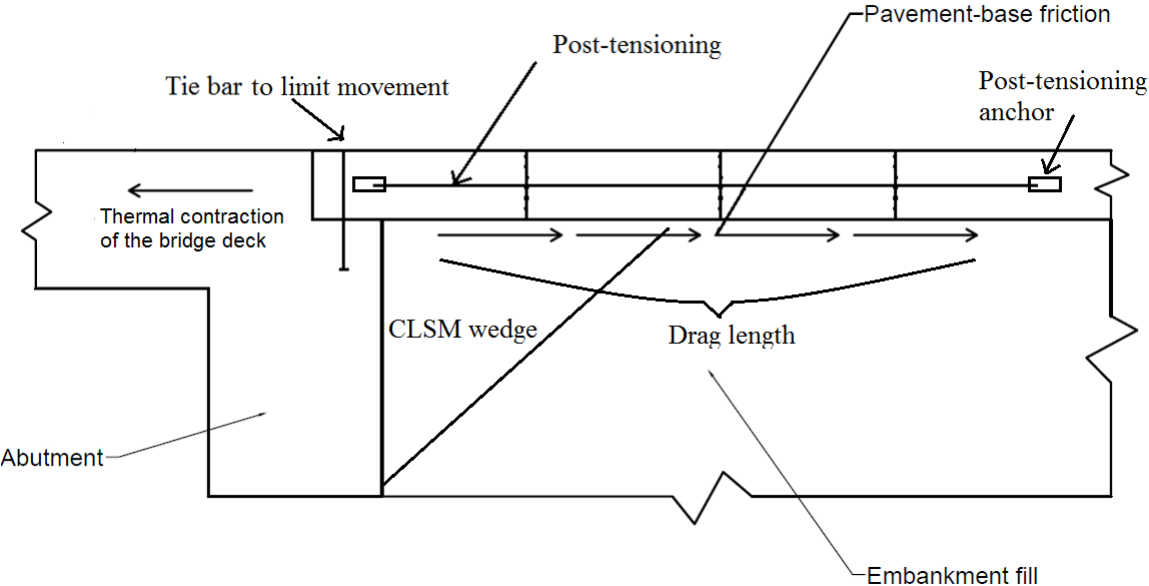 Pavement-base friction
Post-tensioning
Tie bar to limit movement
Post-tensioning
anchor
Thermal contraction
of the bridge deck
CLSM wedge
Drag length
Abutment
Embankment fill